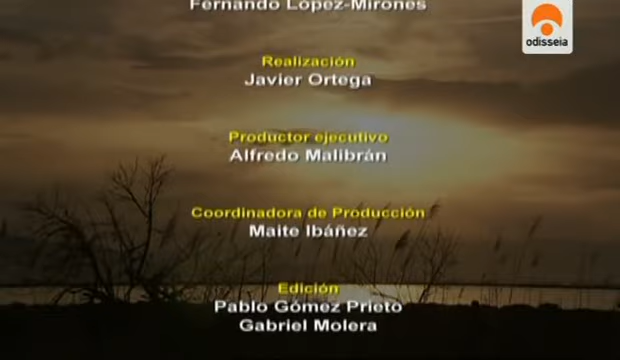 Fernando López-Mirones
odisseia
Realización
Javier Ortega
Productor ejecutivo
Alfredo Malibrán
Coordinadora de Producción
Maite Ibáñez
Edición
Pablo Gómez Prieto
Gabriel Molera